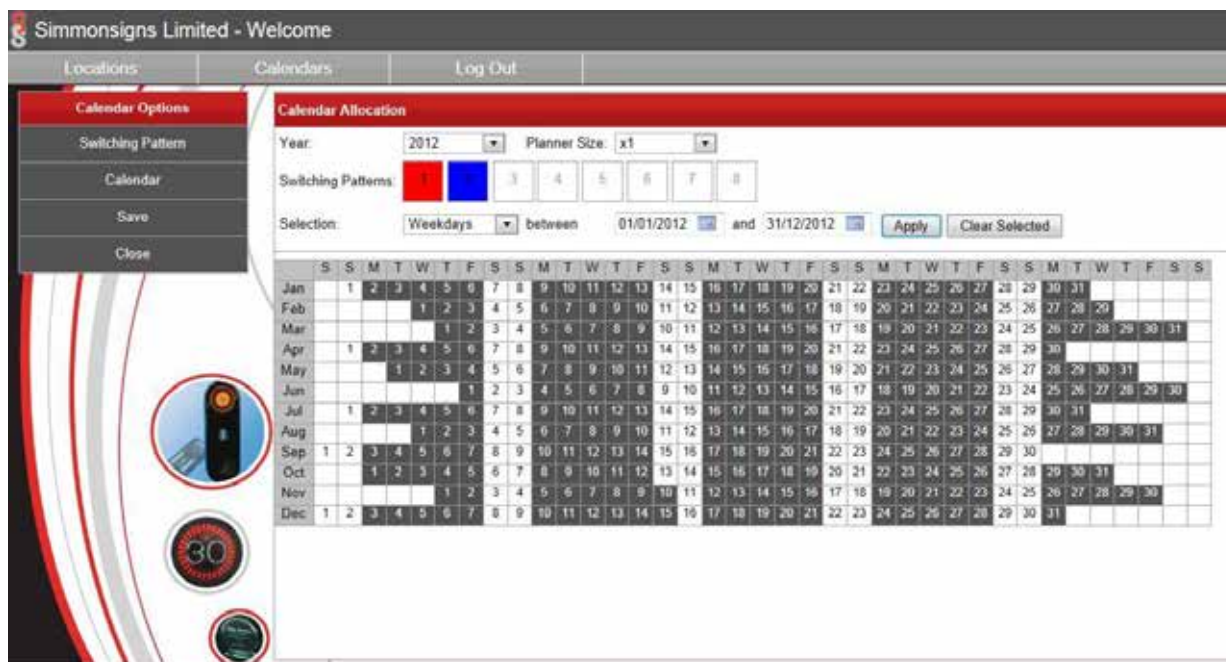 Simmonsigns Limited - Welcome
Locations Calendars Log Out
Calendar Options
Switching Pattern
Calendar
Save
Close
Calendar Allocation
Year: 2012 Planner Size: x1
Switching Patterns: 1 2 3 4 5 6 7 8
Selection: Weekdays between 01/01/2012 and 31/12/2012 Apply Clear Selected
S S M T W T F S S M T W T F S S M T W T F S S M T W T F S S M T W T F S S
Jan 1 2 3 4 5 6 7 8 9 10 11 12 13 14 15 16 17 18 19 20 21 22 23 24 25 26 27 28 29 30 31
Feb 1 2 3 4 5 6 7 8 9 10 11 12 13 14 15 16 17 18 19 20 21 22 23 24 25 26 27 28 29
Mar 1 2 3 4 5 6 7 8 9 10 11 12 13 14 15 16 17 18 19 20 21 22 23 24 25 26 27 28 29 30 31
Apr 1 2 3 4 5 6 7 8 9 10 11 12 13 14 15 16 17 18 19 20 21 22 23 24 25 26 27 28 29 30
May 1 2 3 4 5 6 7 8 9 10 11 12 13 14 15 16 17 18 19 20 21 22 23 24 25 26 27 28 29 30 31
Jun 1 2 3 4 5 6 7 8 9 10 11 12 13 14 15 16 17 18 19 20 21 22 23 24 25 26 27 28 29 30
Jul 1 2 3 4 5 6 7 8 9 10 11 12 13 14 15 16 17 18 19 20 21 22 23 24 25 26 27 28 29 30 31
Aug 1 2 3 4 5 6 7 8 9 10 11 12 13 14 15 16 17 18 19 20 21 22 23 24 25 26 27 28 29 30 31
Sep 1 2 3 4 5 6 7 8 9 10 11 12 13 14 15 16 17 18 19 20 21 22 23 24 25 26 27 28 29 30
Oct 1 2 3 4 5 6 7 8 9 10 11 12 13 14 15 16 17 18 19 20 21 22 23 24 25 26 27 28 29 30 31
Nov 1 2 3 4 5 6 7 8 9 10 11 12 13 14 15 16 17 18 19 20 21 22 23 24 25 26 27 28 29 30
Dec 1 2 3 4 5 6 7 8 9 10 11 12 13 14 15 16 17 18 19 20 21 22 23 24 25 26 27 28 29 30 31
30